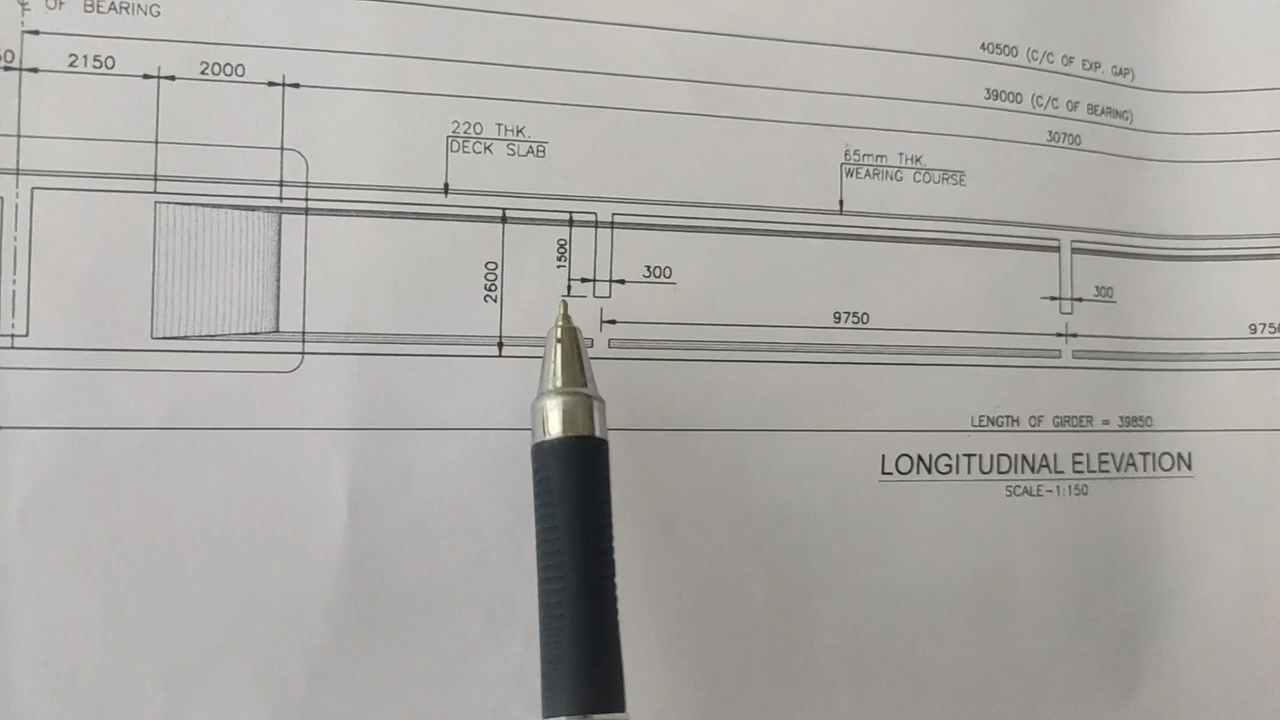 ℄ OF BEARING
40500 (C/C OF EXP. GAP)
2150
2000
39000 (C/C OF BEARING)
30700
220 THK.
DECK SLAB
65mm THK.
WEARING COURSE
1500
2600
300
300
9750
LENGTH OF GIRDER = 39850
LONGITUDINAL ELEVATION
SCALE-1:150